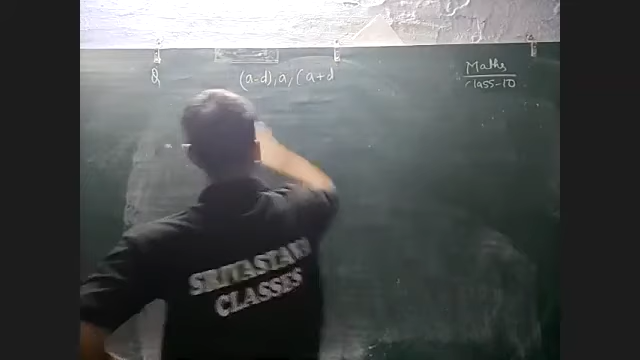 Q (a-d), a, (a+d
Maths
class-10
SRIVASTAVA
CLASSES